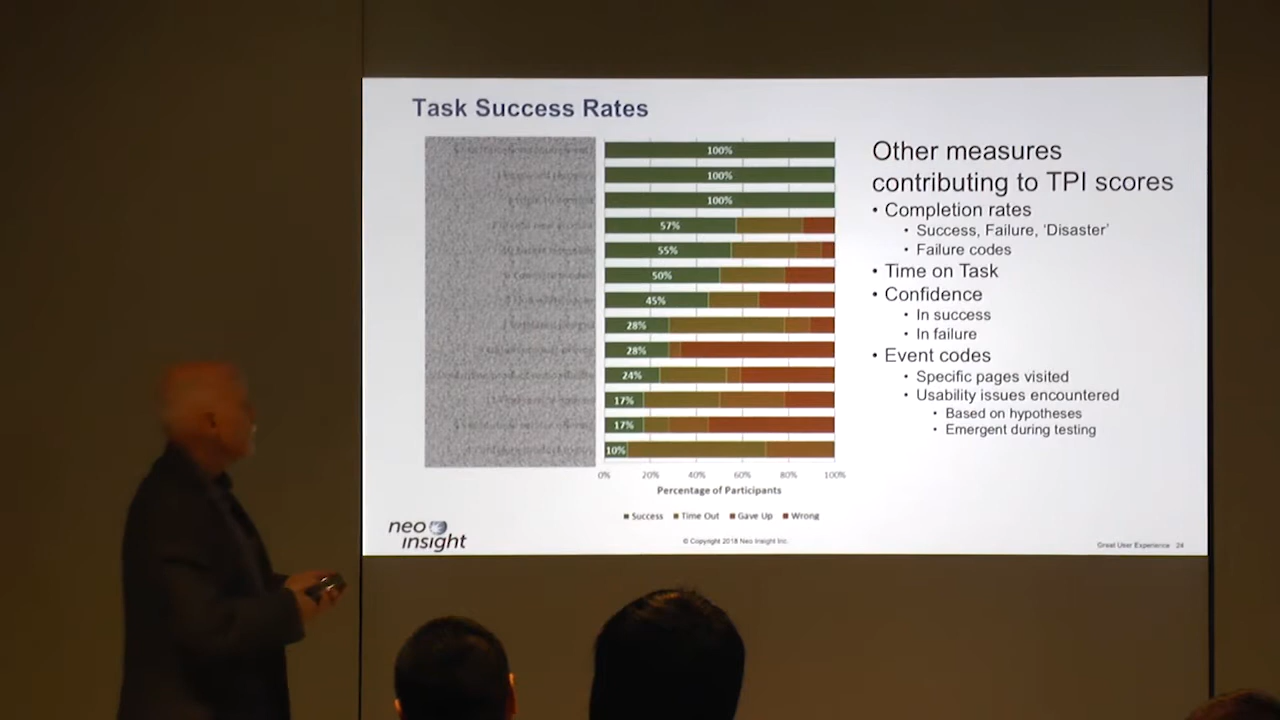 Task Success Rates
100%
100%
100%
57%
55%
50%
45%
28%
28%
24%
17%
17%
10%
0% 20% 40% 60% 80% 100%
Percentage of Participants
Success Time Out Gave Up Wrong
Other measures
contributing to TPI scores
• Completion rates
• Success, Failure, ‘Disaster’
• Failure codes
• Time on Task
• Confidence
• In success
• In failure
• Event codes
• Specific pages visited
• Usability issues encountered
• Based on hypotheses
• Emergent during testing
neo
insight
© Copyright 2018 Neo Insight Inc.
Great User Experience 24